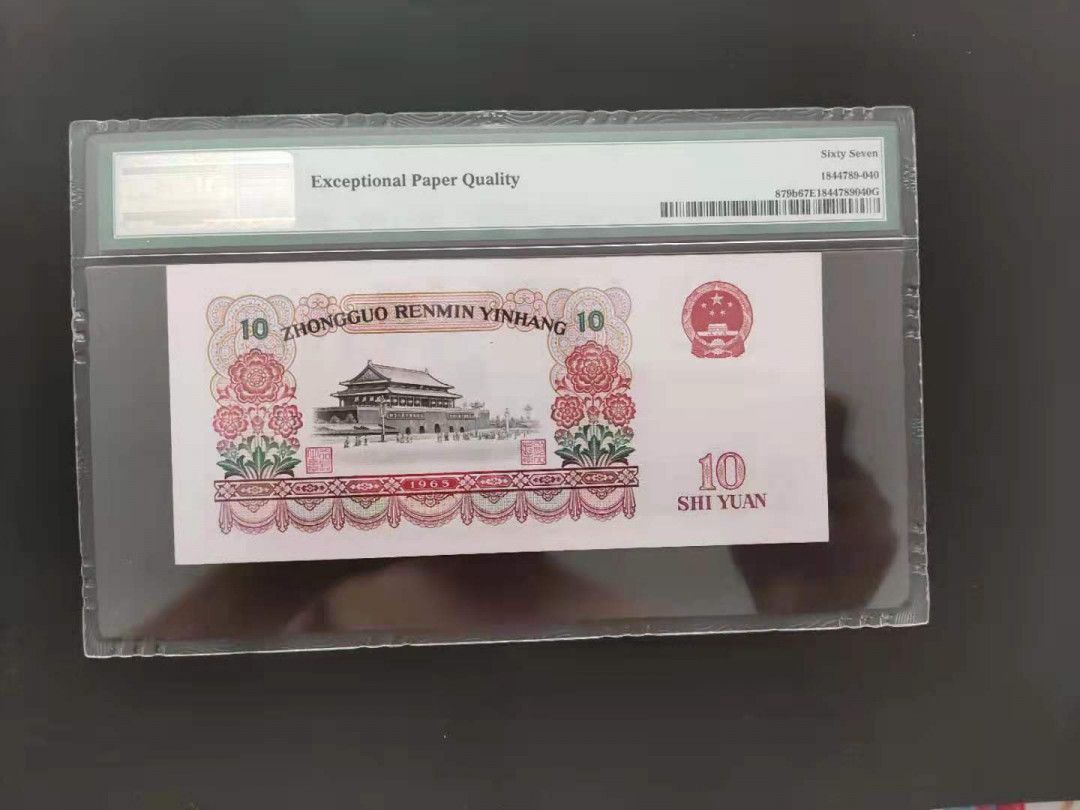 Exceptional Paper Quality
Sixty Seven
1844789-040
879b67E1844789040G
10 ZHONGGUO RENMIN YINHANG 10
1965
10
SHI YUAN